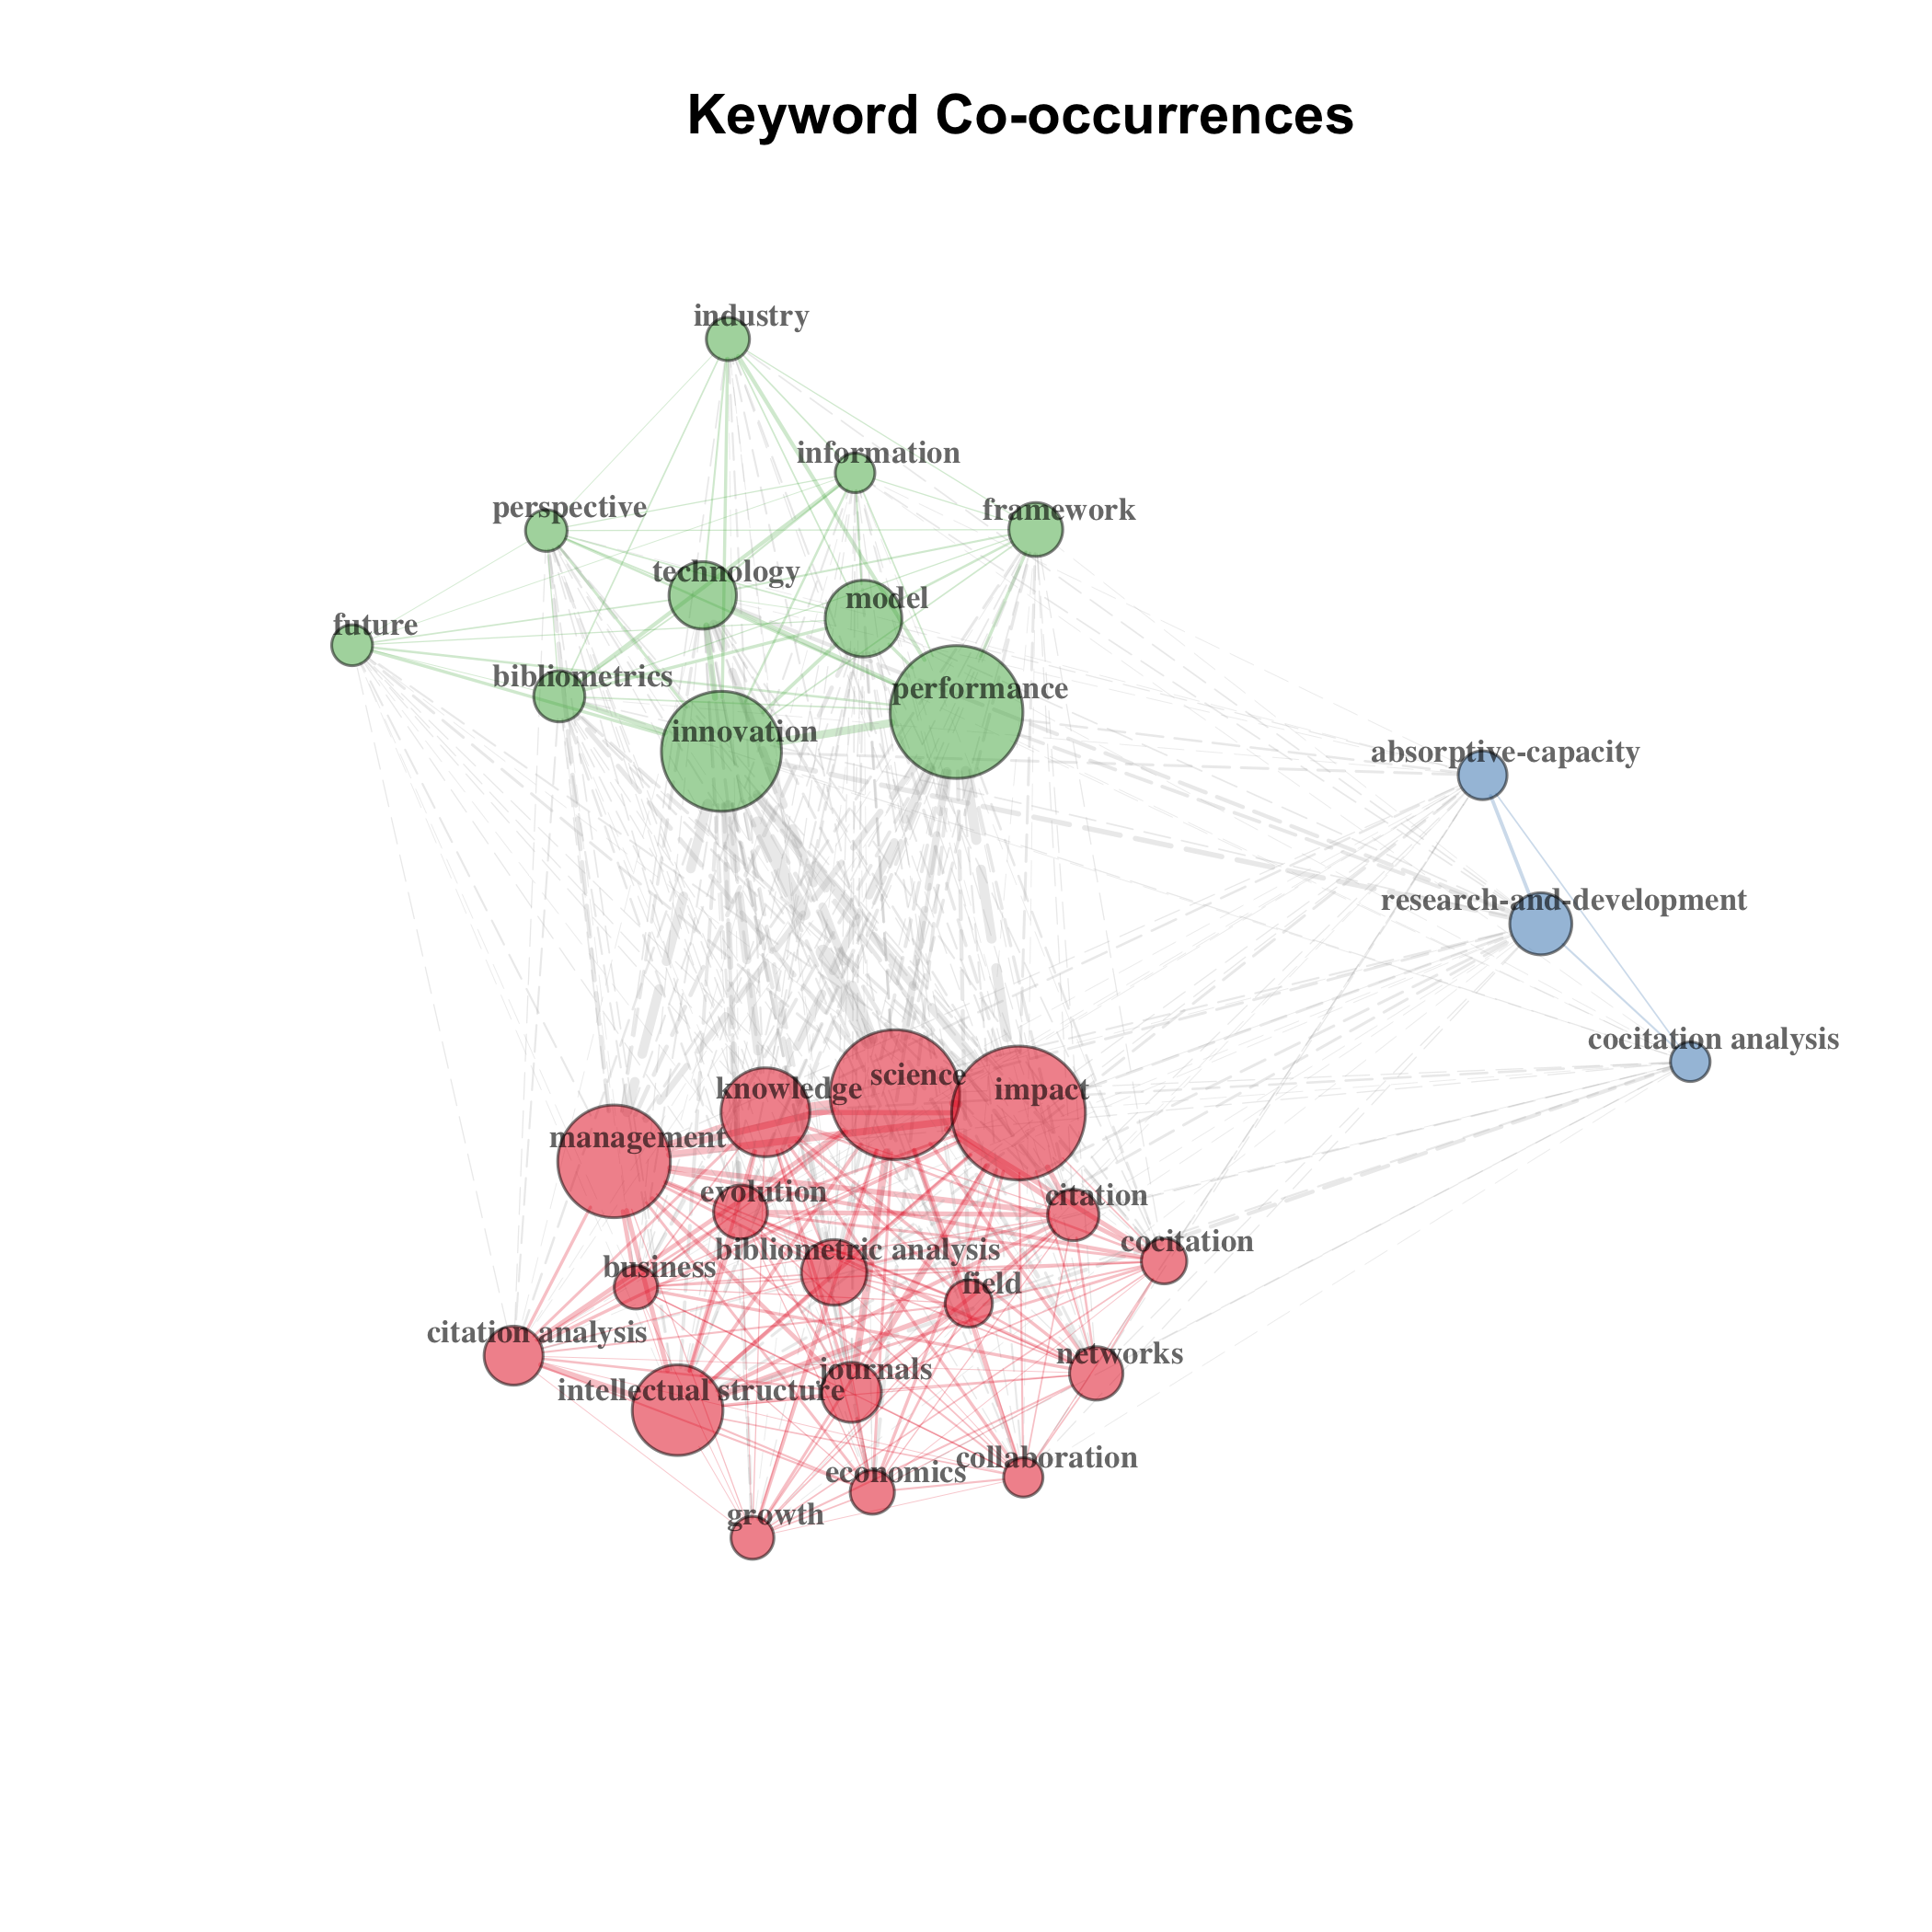 Keyword Co-occurrences
industry
information
perspective
framework
technology
model
future
bibliometrics
performance
innovation
absorptive-capacity
research-and-development
cocitation analysis
science
knowledge
impact
management
evolution
citation
cocitation
bibliometric analysis
business
field
citation analysis
networks
journals
intellectual structure
collaboration
economics
growth